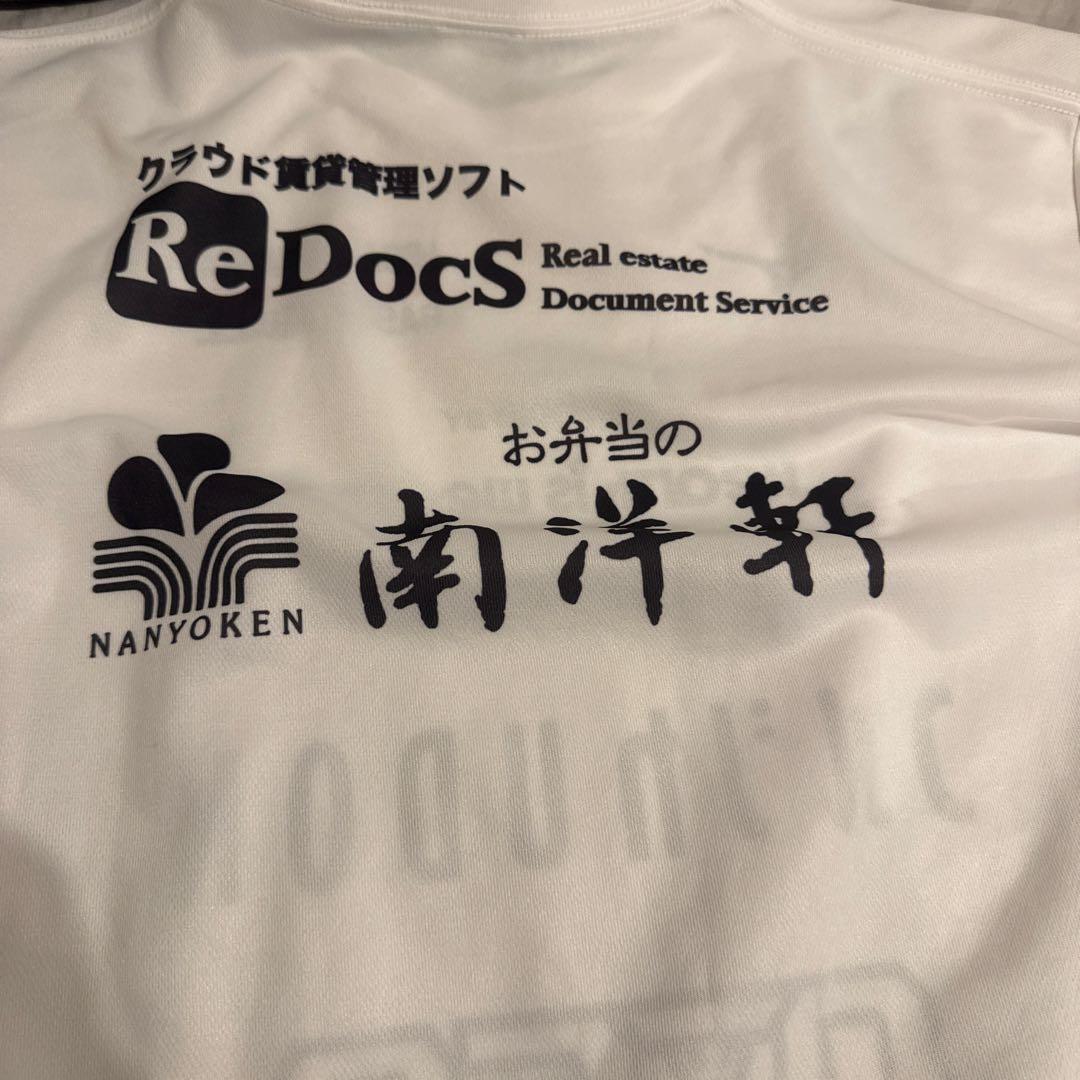 クラウド賃貸管理ソフト
ReDocS
Real estate
Document Service
お弁当の
南洋軒
NANYOKEN